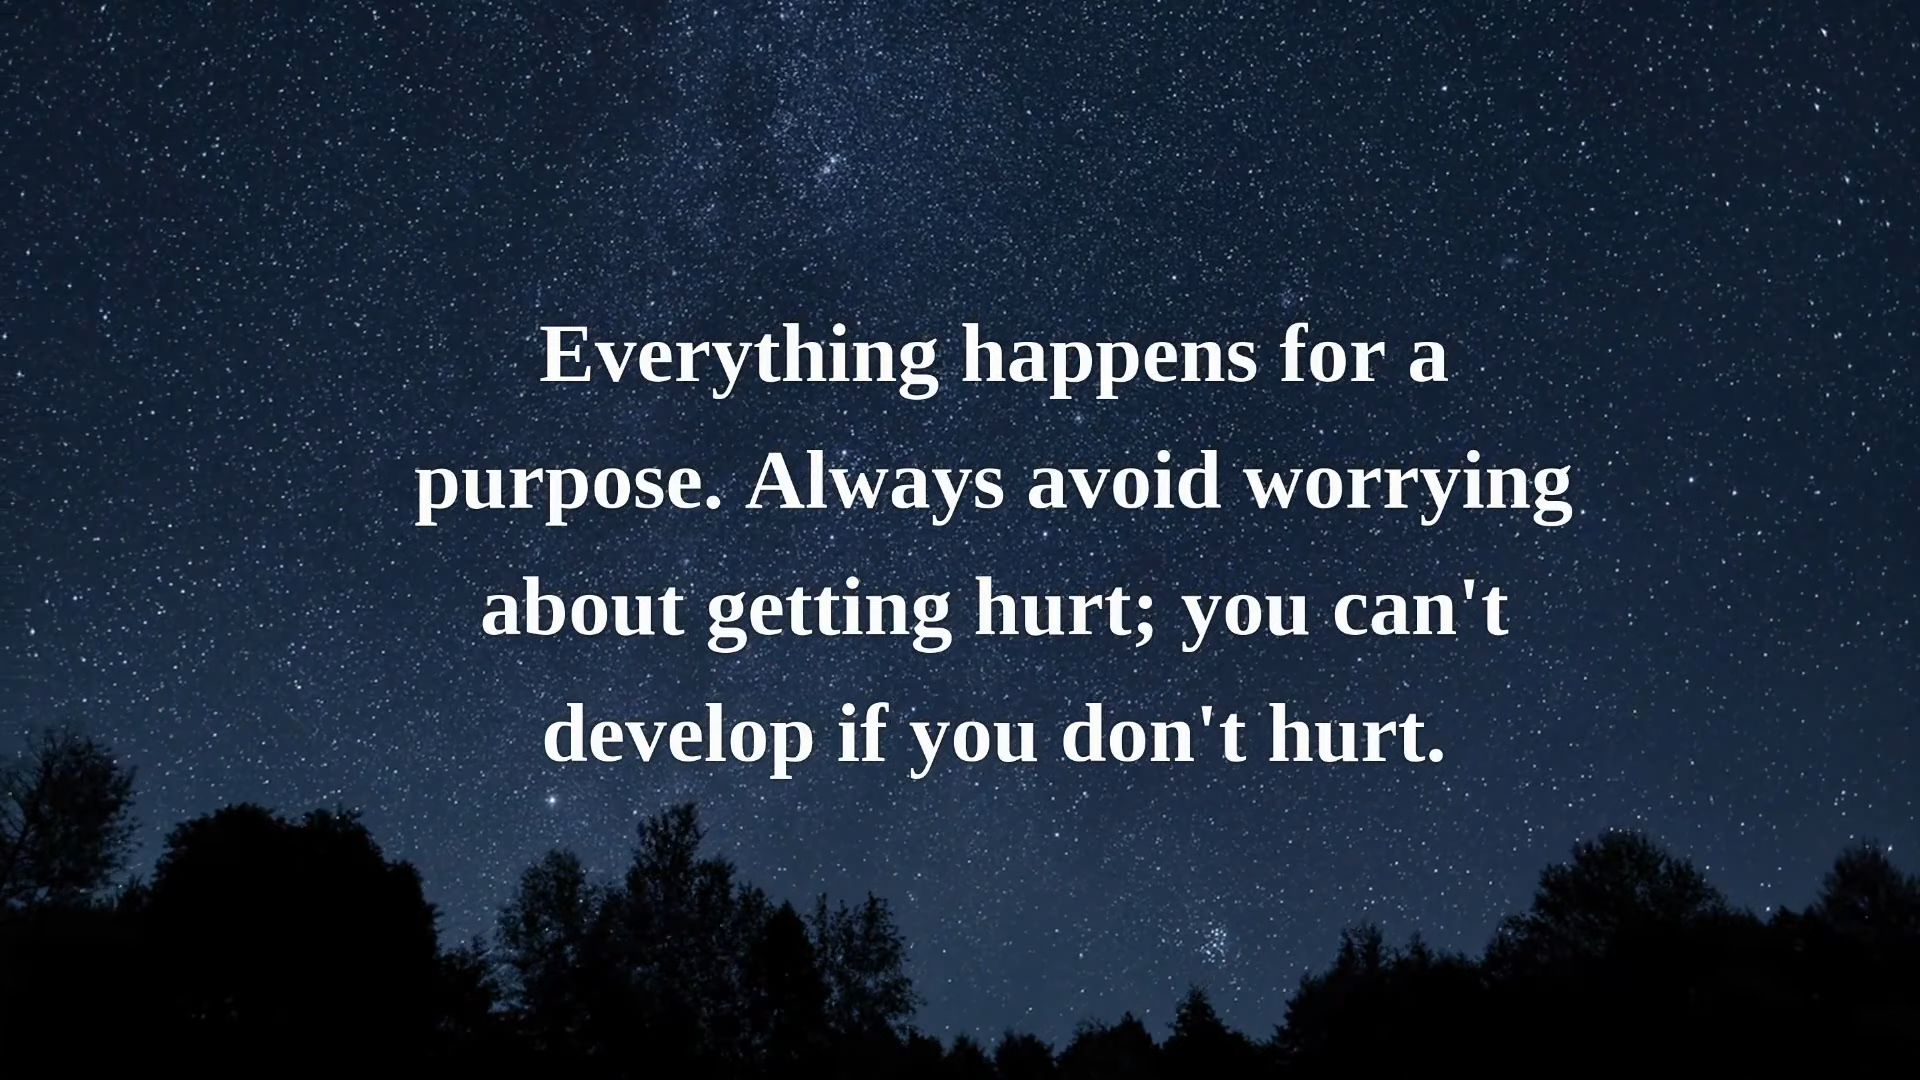 Everything happens for a
purpose. Always avoid worrying
about getting hurt; you can't
develop if you don't hurt.